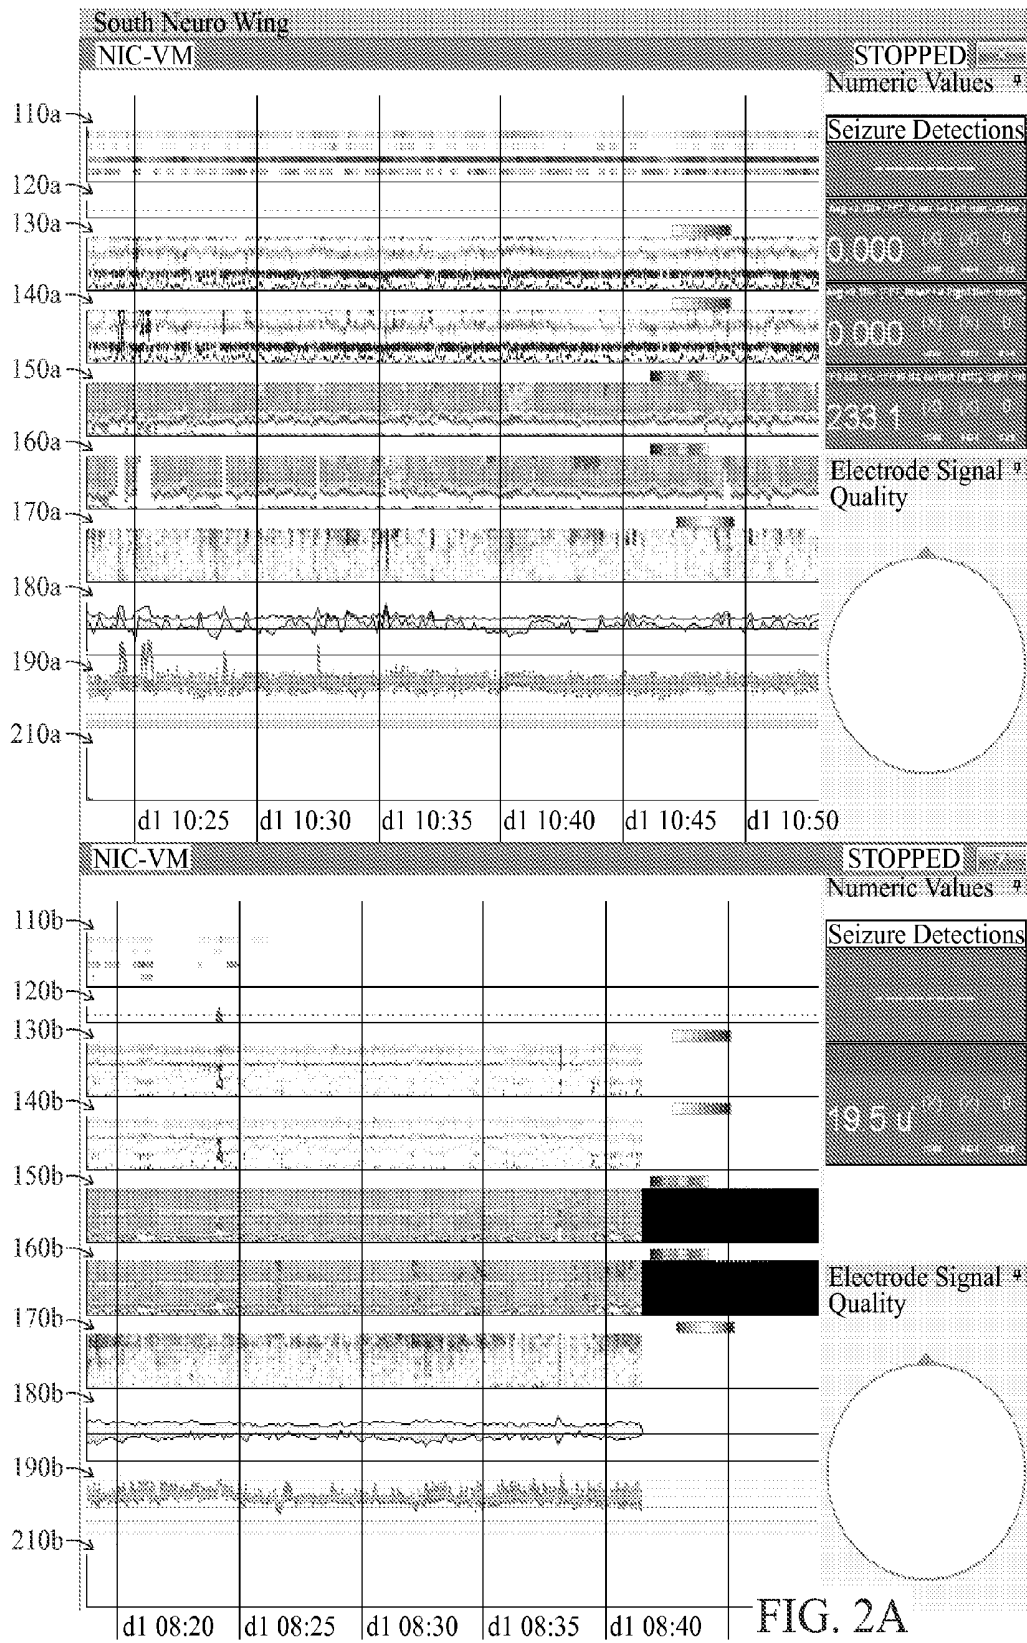 South Neuro Wing
NIC-VM
STOPPED
Numeric Values
110a
Seizure Detections
120a
130a
0.000
140a
0.000
150a
233 1
160a
Electrode Signal
Quality
170a
180a
190a
210a
d1 10:25
d1 10:30
d1 10:35
d1 10:40
d1 10:45
d1 10:50
NIC-VM
STOPPED
Numeric Values
110b
Seizure Detections
120b
130b
140b
19 5 u
150b
160b
Electrode Signal
Quality
170b
180b
190b
210b
d1 08:20
d1 08:25
d1 08:30
d1 08:35
d1 08:40
FIG. 2A